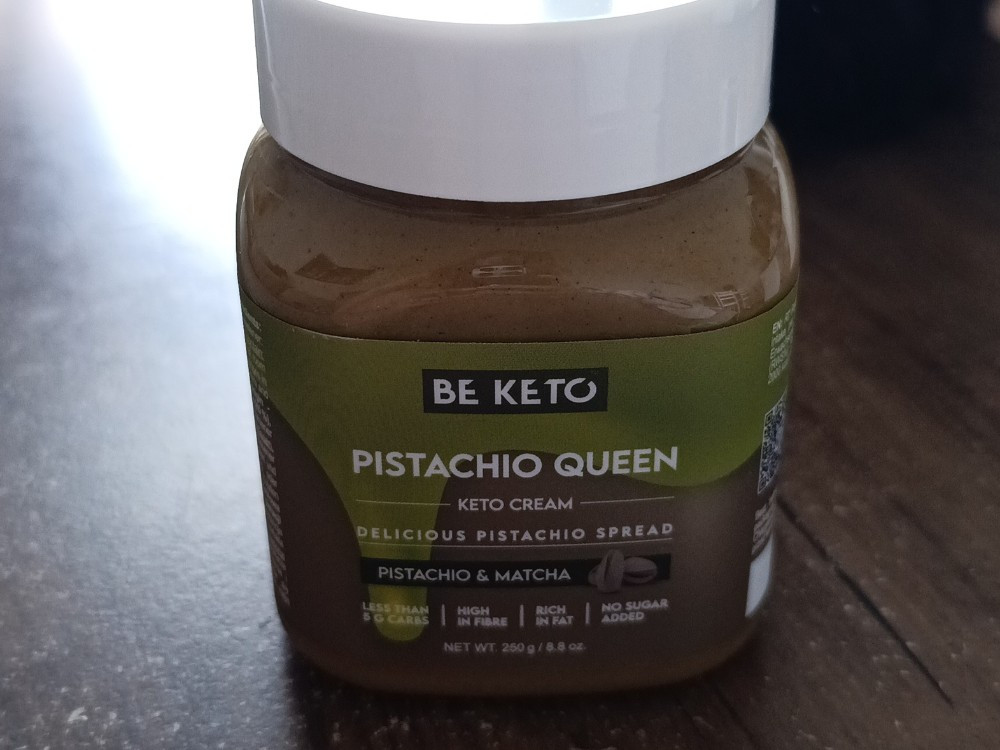 BE KETO
PISTACHIO QUEEN
KETO CREAM
DELICIOUS PISTACHIO SPREAD
PISTACHIO & MATCHA
LESS THAN
5 G CARBS
HIGH
IN FIBRE
RICH
IN FAT
NO SUGAR
ADDED
NET WT. 250 g / 8.8 oz.